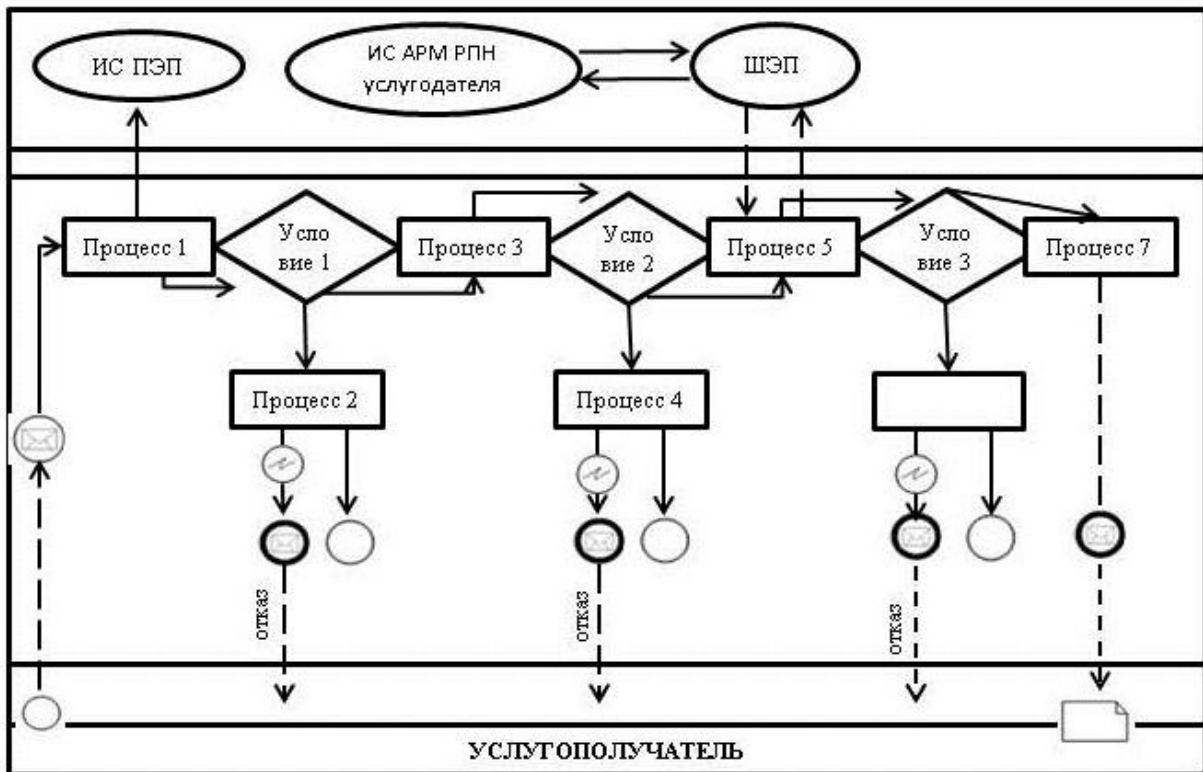 ИС ПЭП
ИС АРМ РПН
услугодателя
ШЭП
Процесс 1
Усло
вие 1
Процесс 3
Усло
вие 2
Процесс 5
Усло
вие 3
Процесс 7
Процесс 2
Процесс 4
отказ
отказ
отказ
УСЛУГОПОЛУЧАТЕЛЬ